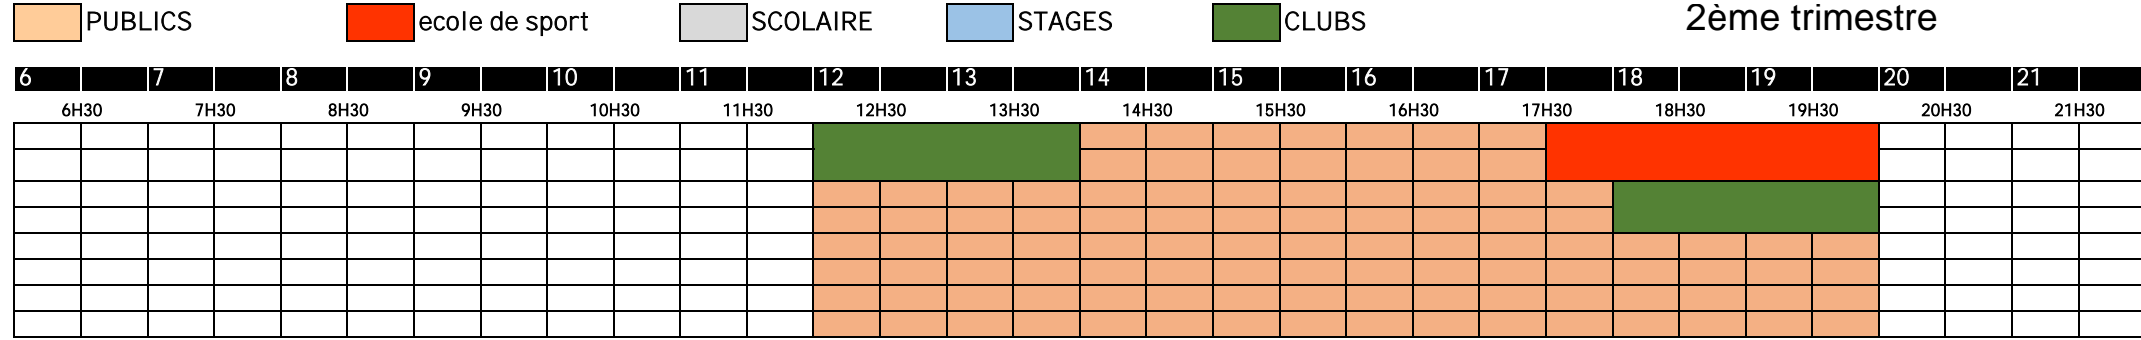 PUBLICS ecole de sport SCOLAIRE STAGES CLUBS 2ème trimestre
6 7 8 9 10 11 12 13 14 15 16 17 18 19 20 21
6H30 7H30 8H30 9H30 10H30 11H30 12H30 13H30 14H30 15H30 16H30 17H30 18H30 19H30 20H30 21H30